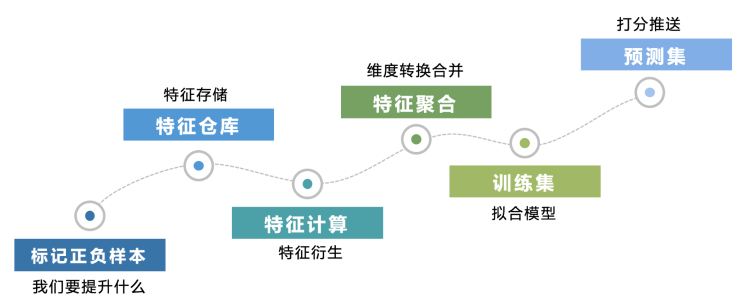 标记正负样本
我们要提升什么
特征存储
特征仓库
特征计算
特征衍生
维度转换合并
特征聚合
训练集
拟合模型
打分推送
预测集